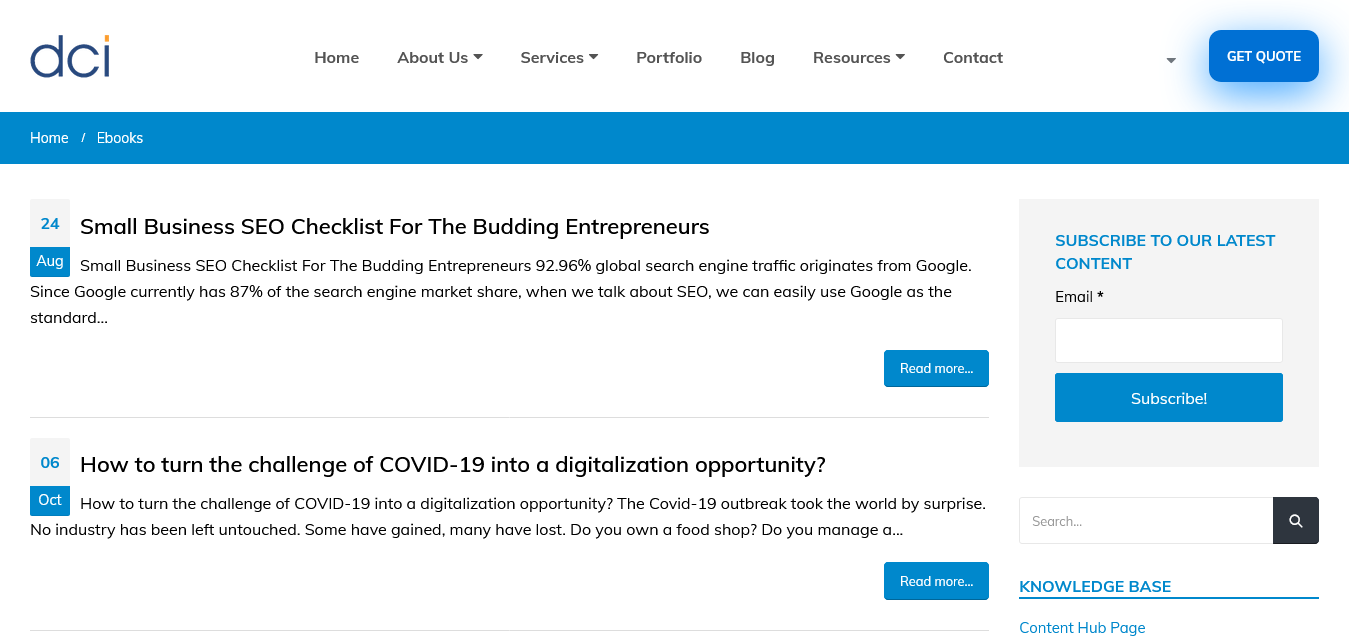 dci
Home
About Us
Services
Portfolio
Blog
Resources
Contact
GET QUOTE
Home / Ebooks
24
Aug
Small Business SEO Checklist For The Budding Entrepreneurs
Small Business SEO Checklist For The Budding Entrepreneurs 92.96% global search engine traffic originates from Google.
Since Google currently has 87% of the search engine market share, when we talk about SEO, we can easily use Google as the
standard...
Read more...
06
Oct
How to turn the challenge of COVID-19 into a digitalization opportunity?
How to turn the challenge of COVID-19 into a digitalization opportunity? The Covid-19 outbreak took the world by surprise.
No industry has been left untouched. Some have gained, many have lost. Do you own a food shop? Do you manage a...
Read more...
SUBSCRIBE TO OUR LATEST
CONTENT
Email *
Subscribe!
Search...
KNOWLEDGE BASE
Content Hub Page